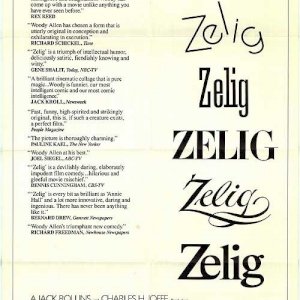 come up with a movie unlike anything you
have ever seen before."
REX REED
"Woody Allen has chosen a form that is
utterly original in conception and
exhilarating in execution."
RICHARD SCHICKEL, Time
"'Zelig' is a triumph of intellectual humor,
deliciously satiric, fiendishly knowing and
witty."
GENE SHALIT, Today, NBC-TV
"A brilliant cinematic collage that is pure
magic...Woody is funnier, our most
intelligent comic and our most comic
intelligence."
JACK KROLL, Newsweek
"Fast, funny, high-spirited and strikingly
original, this is, if such a creature exists,
a perfect film."
People Magazine
"The picture is thoroughly charming."
PAULINE KAEL, The New Yorker
"Woody Allen at his best."
JOEL SIEGEL, ABC-TV
"'Zelig' is a devilishly daring, elaborately
impudent film comedy...hilarious and
gleeful movie mischief."
DENNIS CUNNINGHAM, CBS-TV
"'Zelig' is every bit as brilliant as 'Annie
Hall' and a lot more innovative, daring and
ingenious. There has never been anything
like it."
BERNARD DREW, Gannett Newspapers
"Woody Allen's triumphant new comedy."
RICHARD FREEDMAN, Newhouse Newspapers
Zelig
Zelig
ZELIG
Zelig
Zelig
A JACK ROLLINS CHARLES H. JOFFE